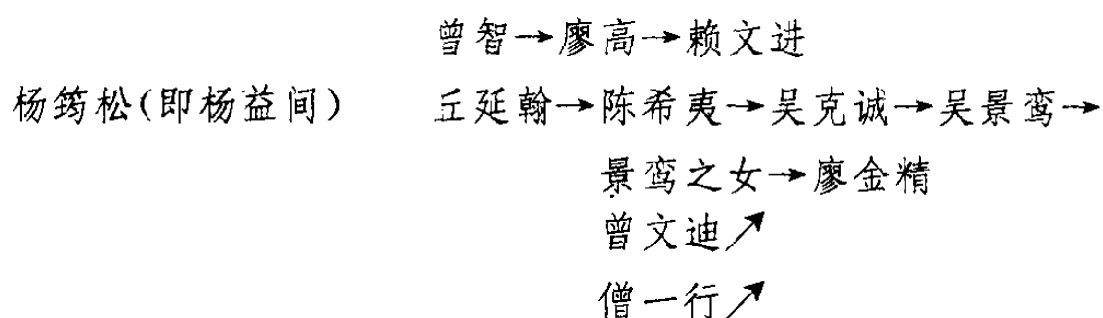 曾智→廖高→赖文进
杨筠松(即杨益间) 丘延翰→陈希夷→吴克诚→吴景鸾→
景鸾之女→廖金精
曾文迪↗
僧一行↗